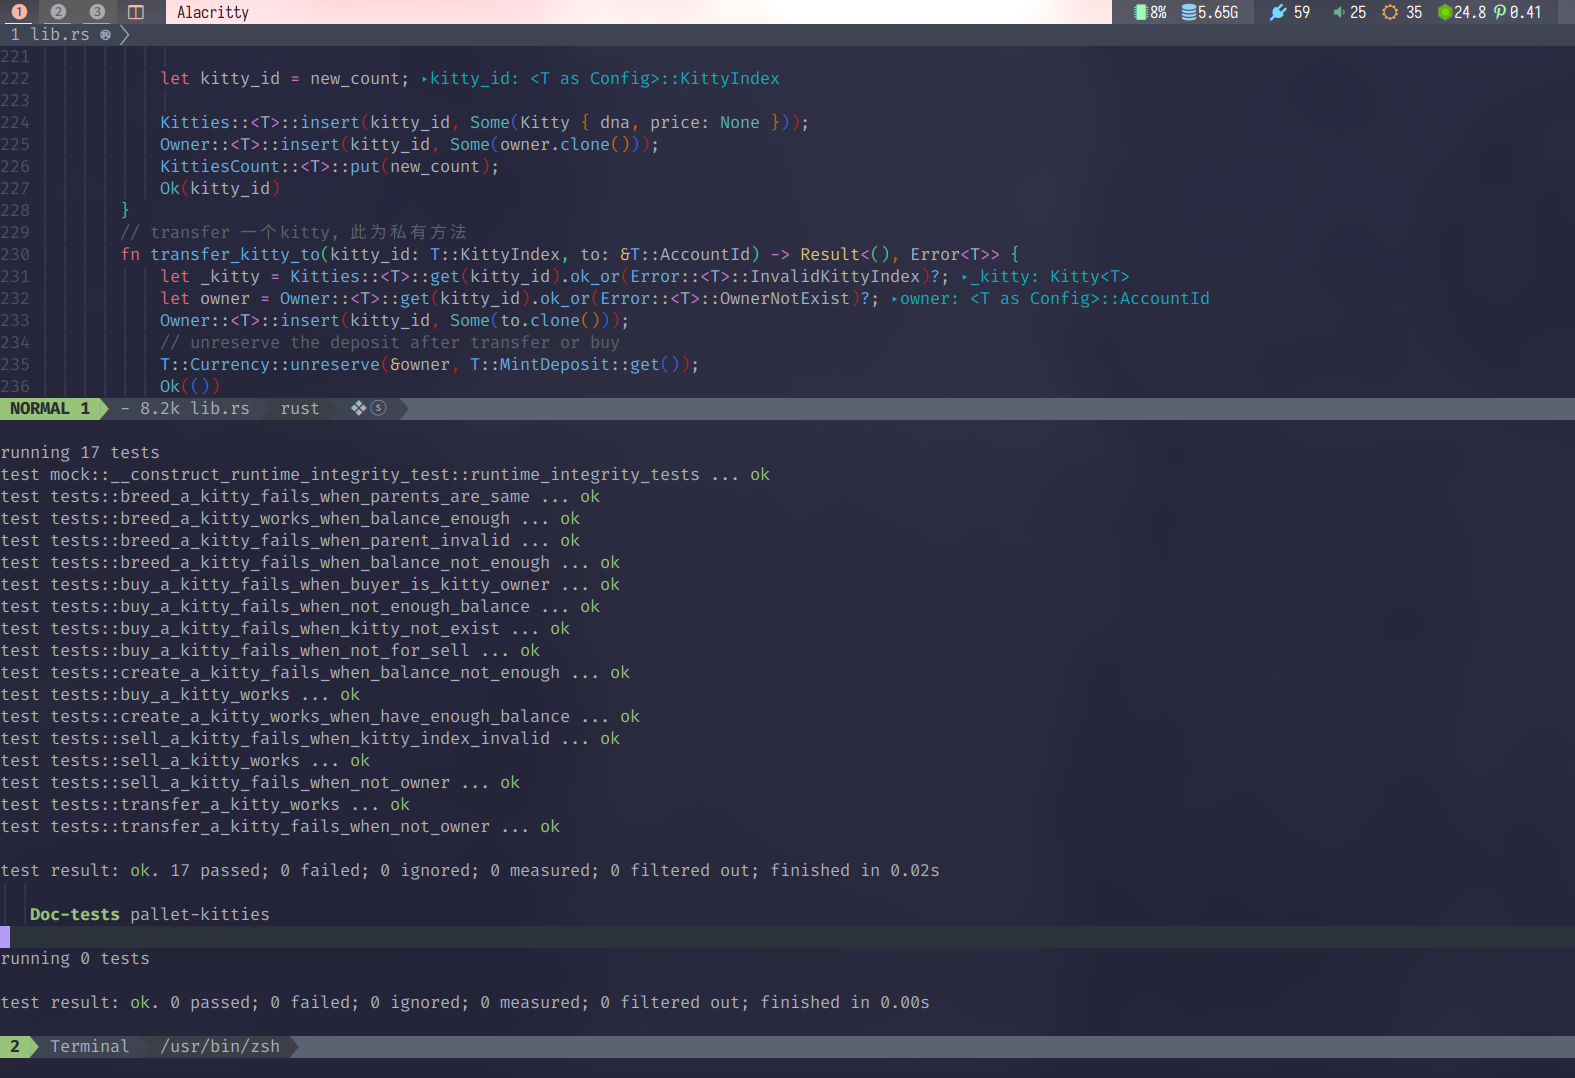 1 2 3 Alacritty 8% 5.65G 59 25 35 24.8 0.41
1 lib.rs
221
222 let kitty_id = new_count; ‣kitty_id: <T as Config>::KittyIndex
223
224 Kitties::<T>::insert(kitty_id, Some(Kitty { dna, price: None }));
225 Owner::<T>::insert(kitty_id, Some(owner.clone()));
226 KittiesCount::<T>::put(new_count);
227 Ok(kitty_id)
228 }
229 // transfer 一个kitty, 此为私有方法
230 fn transfer_kitty_to(kitty_id: T::KittyIndex, to: &T::AccountId) -> Result<(), Error<T>> {
231 let _kitty = Kitties::<T>::get(kitty_id).ok_or(Error::<T>::InvalidKittyIndex)?; ‣_kitty: Kitty<T>
232 let owner = Owner::<T>::get(kitty_id).ok_or(Error::<T>::OwnerNotExist)?; ‣owner: <T as Config>::AccountId
233 Owner::<T>::insert(kitty_id, Some(to.clone()));
234 // unreserve the deposit after transfer or buy
235 T::Currency::unreserve(&owner, T::MintDeposit::get());
236 Ok(())
NORMAL 1 - 8.2k lib.rs rust ❖ⓢ
running 17 tests
test mock::__construct_runtime_integrity_test::runtime_integrity_tests ... ok
test tests::breed_a_kitty_fails_when_parents_are_same ... ok
test tests::breed_a_kitty_works_when_balance_enough ... ok
test tests::breed_a_kitty_fails_when_parent_invalid ... ok
test tests::breed_a_kitty_fails_when_balance_not_enough ... ok
test tests::buy_a_kitty_fails_when_buyer_is_kitty_owner ... ok
test tests::buy_a_kitty_fails_when_not_enough_balance ... ok
test tests::buy_a_kitty_fails_when_kitty_not_exist ... ok
test tests::buy_a_kitty_fails_when_not_for_sell ... ok
test tests::create_a_kitty_fails_when_balance_not_enough ... ok
test tests::buy_a_kitty_works ... ok
test tests::create_a_kitty_works_when_have_enough_balance ... ok
test tests::sell_a_kitty_fails_when_kitty_index_invalid ... ok
test tests::sell_a_kitty_works ... ok
test tests::sell_a_kitty_fails_when_not_owner ... ok
test tests::transfer_a_kitty_works ... ok
test tests::transfer_a_kitty_fails_when_not_owner ... ok
test result: ok. 17 passed; 0 failed; 0 ignored; 0 measured; 0 filtered out; finished in 0.02s
Doc-tests pallet-kitties
running 0 tests
test result: ok. 0 passed; 0 failed; 0 ignored; 0 measured; 0 filtered out; finished in 0.00s
2 Terminal /usr/bin/zsh